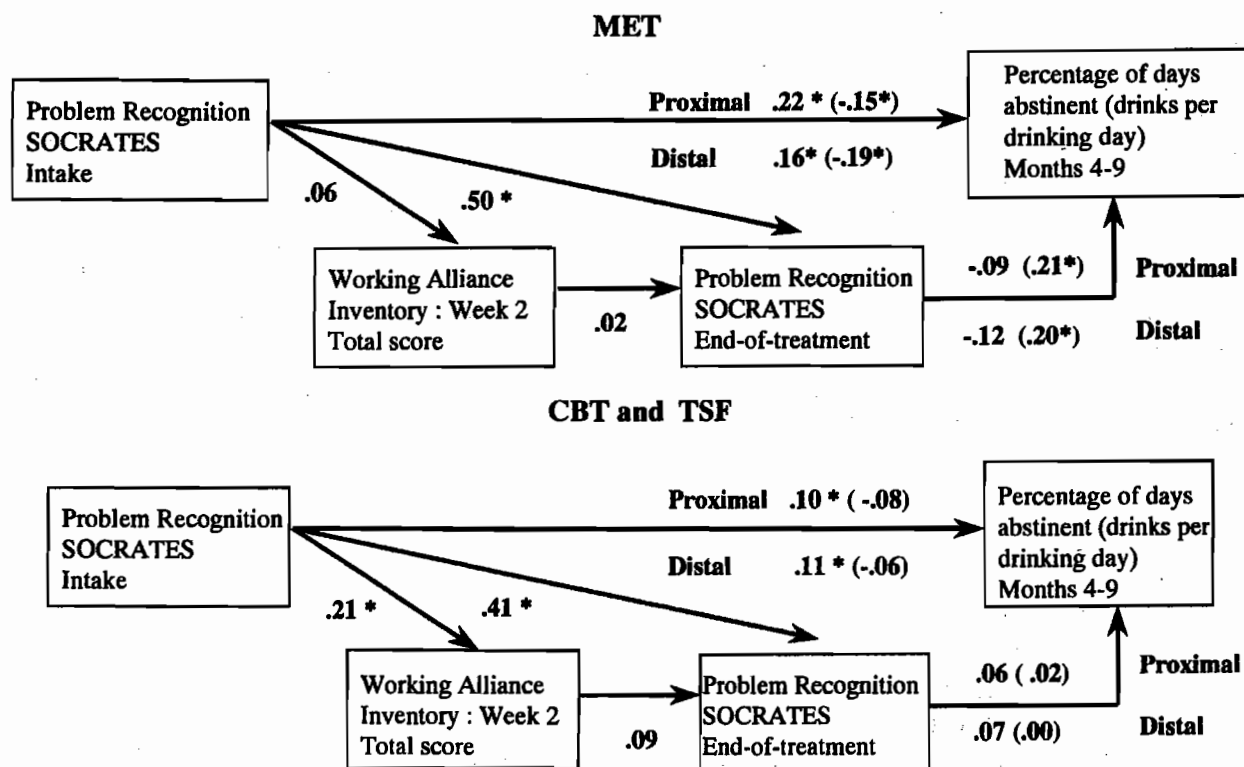 MET
Problem Recognition
SOCRATES
Intake
Proximal .22 * (-.15*)
Distal .16* (-.19*)
Percentage of days
abstinent (drinks per
drinking day)
Months 4-9
.06
.50 *
Working Alliance
Inventory : Week 2
Total score
.02
Problem Recognition
SOCRATES
End-of-treatment
-.09 (.21*) Proximal
-.12 (.20*) Distal
CBT and TSF
Problem Recognition
SOCRATES
Intake
Proximal .10 * ( -.08)
Distal .11 * (-.06)
Percentage of days
abstinent (drinks per
drinking day)
Months 4-9
.21 *
.41 *
Working Alliance
Inventory : Week 2
Total score
.09
Problem Recognition
SOCRATES
End-of-treatment
.06 ( .02) Proximal
.07 (.00) Distal